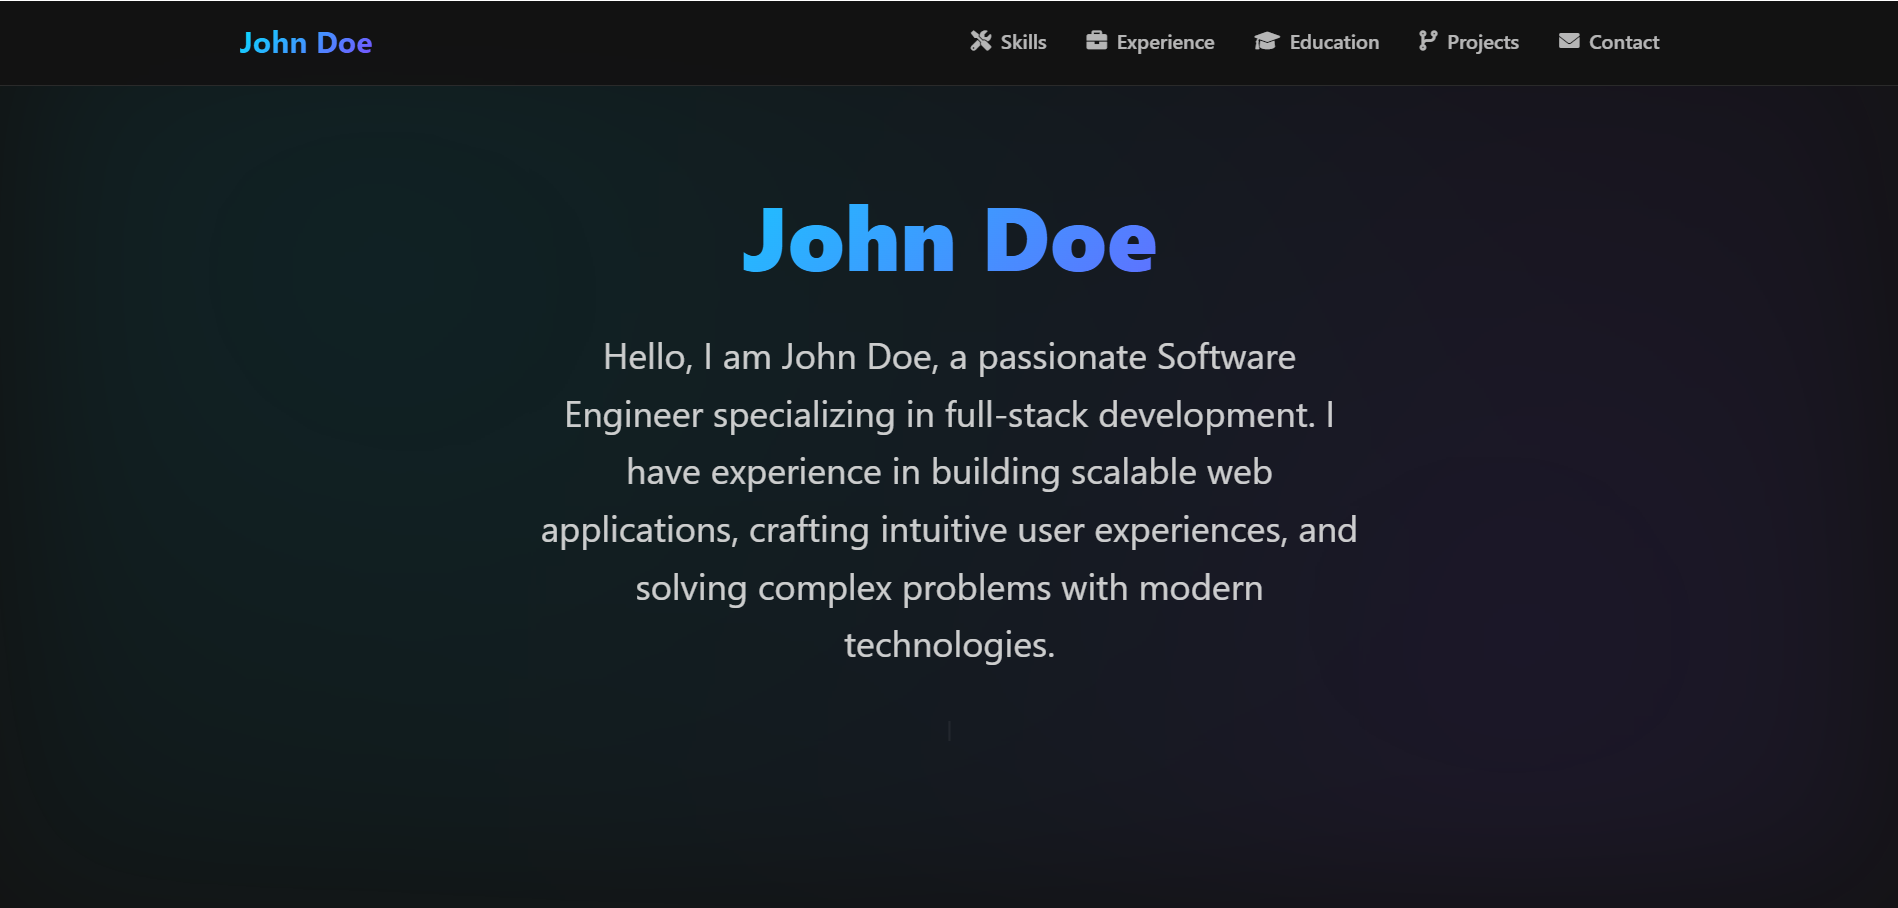 John Doe
Skills
Experience
Education
Projects
Contact
John Doe
Hello, I am John Doe, a passionate Software
Engineer specializing in full-stack development. I
have experience in building scalable web
applications, crafting intuitive user experiences, and
solving complex problems with modern
technologies.